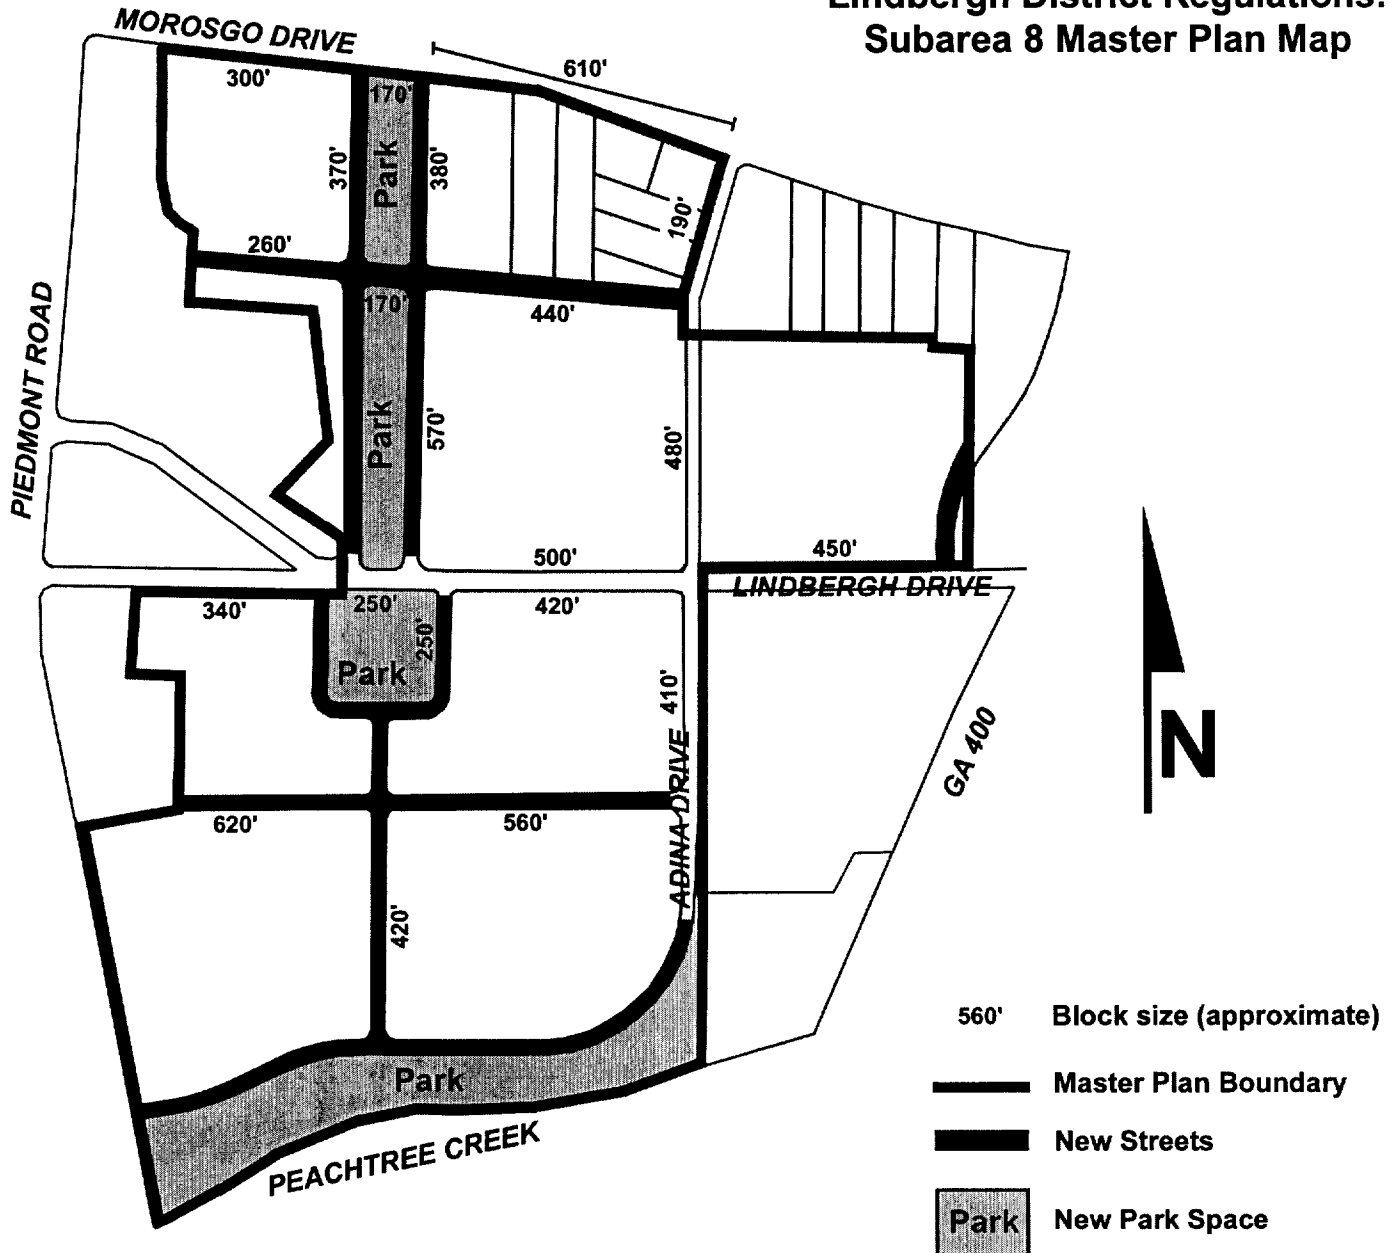 Lindbergh District Regulations:
Subarea 8 Master Plan Map
MOROSGO DRIVE
610'
300'
170'
370'
Park
380'
190'
260'
170'
440'
PIEDMONT ROAD
Park
570'
480'
500'
450'
LINDBERGH DRIVE
340'
250'
420'
250'
Park
410'
GA 400
N
ADINA DRIVE
620'
560'
420'
Park
PEACHTREE CREEK
560' Block size (approximate)
Master Plan Boundary
New Streets
Park New Park Space